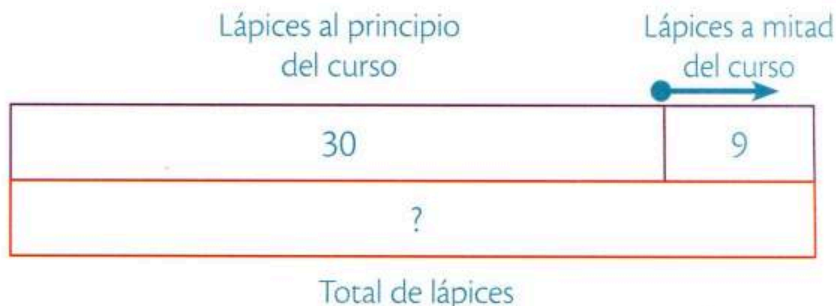 Lápices al principio
del curso
Lápices a mitad
del curso
30
9
?
Total de lápices